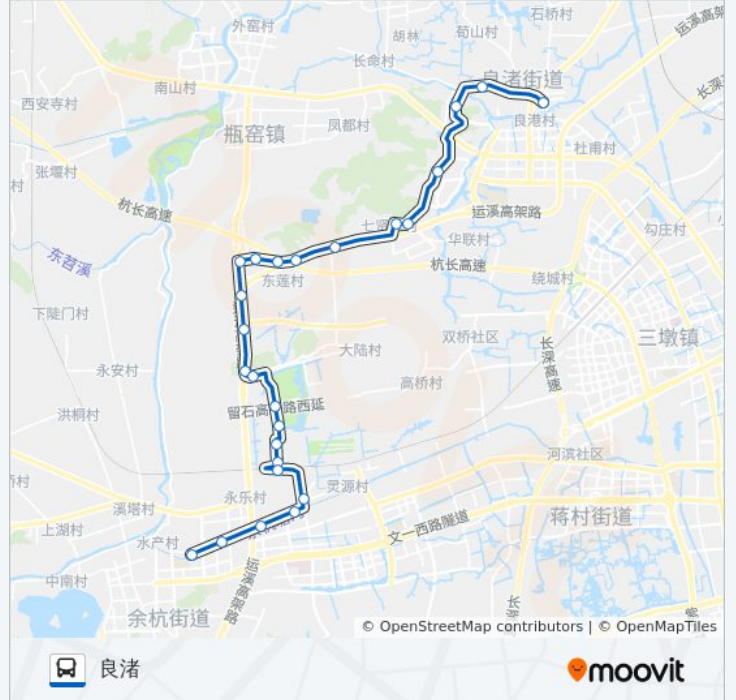 石桥村
运溪高架
外窑村
荀山村
胡林
长命村
良渚街道
长深
南山村
西安寺村
良港村
凤都村
瓶窑镇
杜甫村
张堰村
村
杭长高速
七贤
运溪高架路
勾庄村
华联村
东苕溪
杭长高速
绕城村
东莲村
下陡门村
双桥社区
三墩镇
长深高速
大陆村
永安村
高桥村
留石高
路西延
洪桐村
河滨社区
桥村
灵源村
永乐村
溪塔村
蒋村街道
上湖村
文一西路隧道
水产村
运溪高架路
中南村
余杭街道
© OpenStreetMap contributors | © OpenMapTiles
良渚
moovit